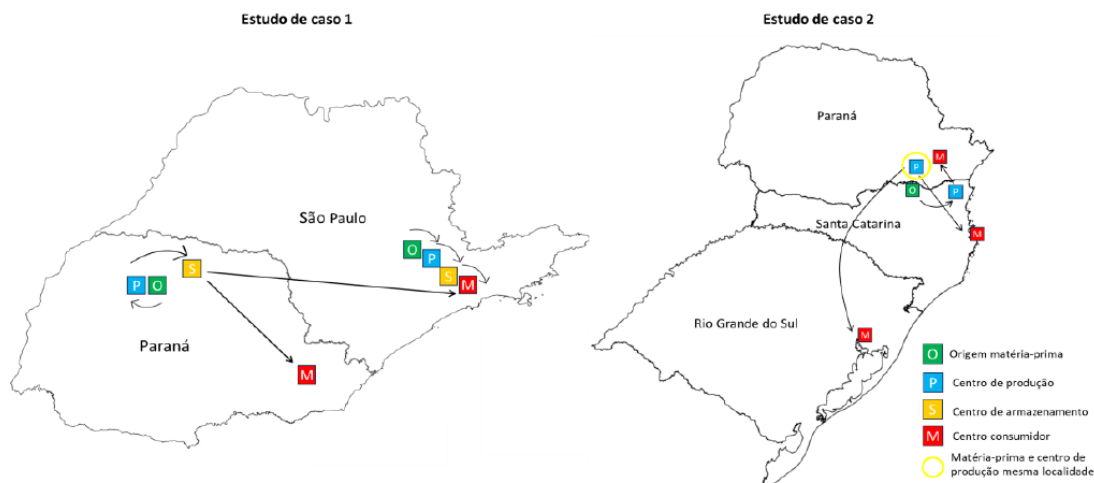 Estudo de caso 1
Estudo de caso 2
São Paulo
O
P
S
M
S
P O
Paraná
M
Paraná
M
P
O
P
Santa Catarina
M
Rio Grande do Sul
M
O Origem matéria-prima
P Centro de produção
S Centro de armazenamento
M Centro consumidor
Matéria-prima e centro de
produção mesma localidade